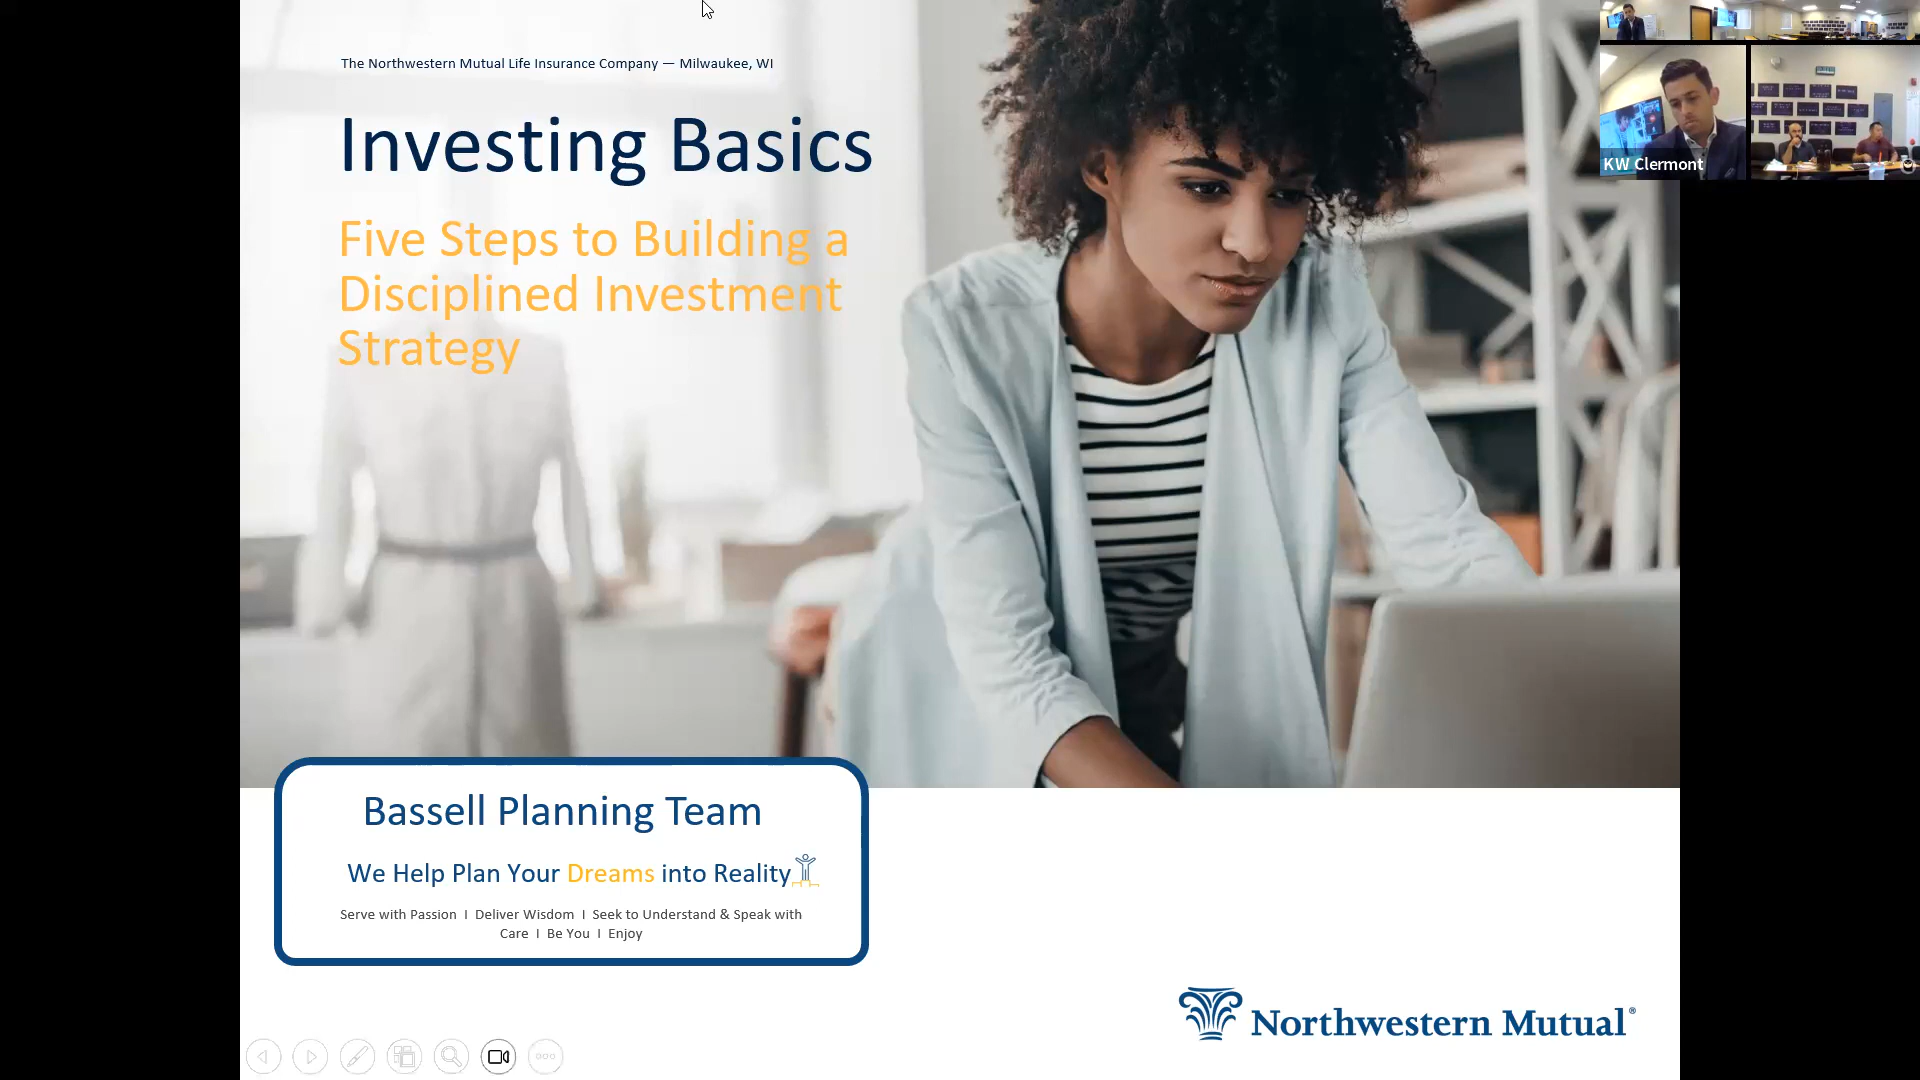 The Northwestern Mutual Life Insurance Company — Milwaukee, WI
Investing Basics
Five Steps to Building a
Disciplined Investment
Strategy
KW Clermont
Bassell Planning Team
We Help Plan Your Dreams into Reality
Serve with Passion I Deliver Wisdom I Seek to Understand & Speak with
Care I Be You I Enjoy
Northwestern Mutual®